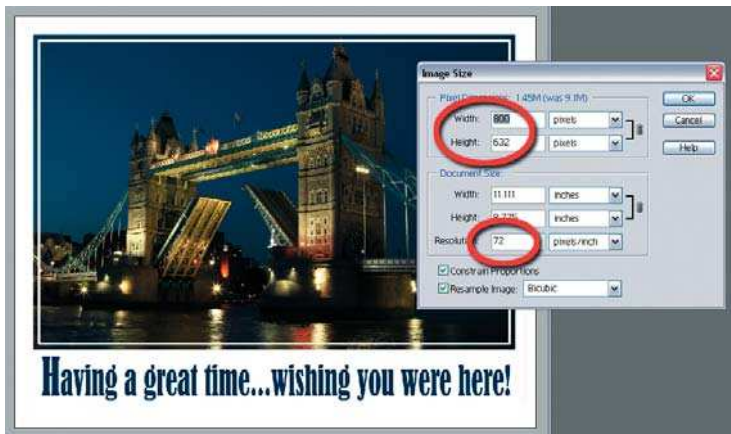 Image Size
Pixel Dimensions: 1.45M (was 9.1M)
Width: 800 pixels
Height: 632 pixels
OK
Cancel
Help
Document Size:
Width: 11.111 inches
Height: inches
Resolution: 72 pixels/inch
Constrain Proportions
Resample Image: Bicubic
Having a great time...wishing you were here!